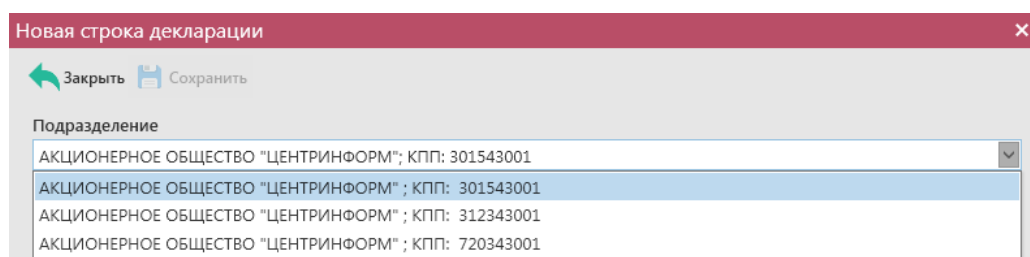 Новая строка декларации
Закрыть Сохранить
Подразделение
АКЦИОНЕРНОЕ ОБЩЕСТВО "ЦЕНТРИНФОРМ"; КПП: 301543001
АКЦИОНЕРНОЕ ОБЩЕСТВО "ЦЕНТРИНФОРМ" ; КПП: 301543001
АКЦИОНЕРНОЕ ОБЩЕСТВО "ЦЕНТРИНФОРМ" ; КПП: 312343001
АКЦИОНЕРНОЕ ОБЩЕСТВО "ЦЕНТРИНФОРМ" ; КПП: 720343001